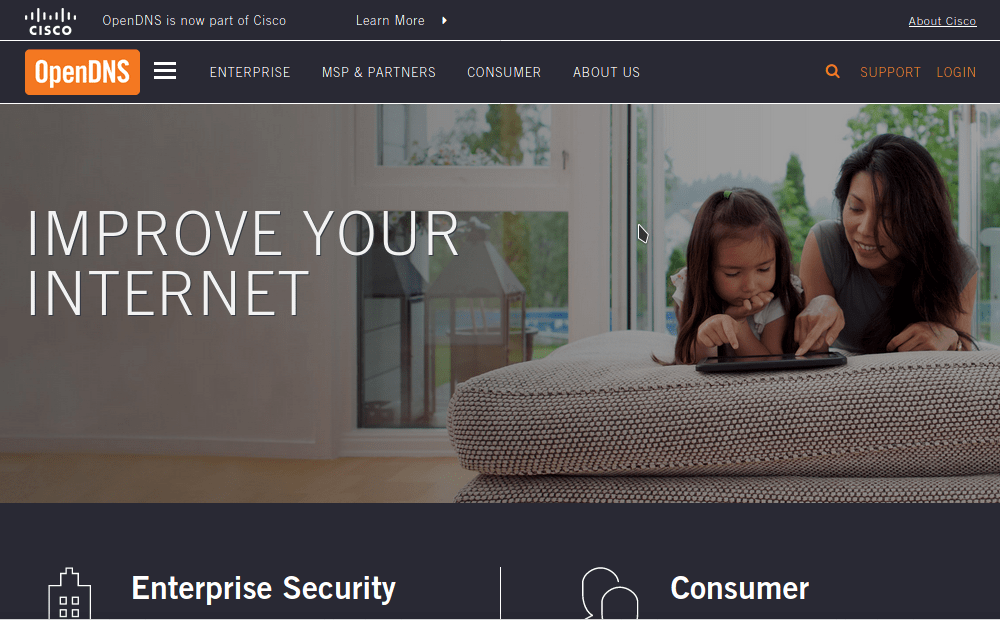 CISCO
OpenDNS is now part of Cisco
Learn More
About Cisco
OpenDNS
ENTERPRISE
MSP & PARTNERS
CONSUMER
ABOUT US
SUPPORT
LOGIN
IMPROVE YOUR
INTERNET
Enterprise Security
Consumer